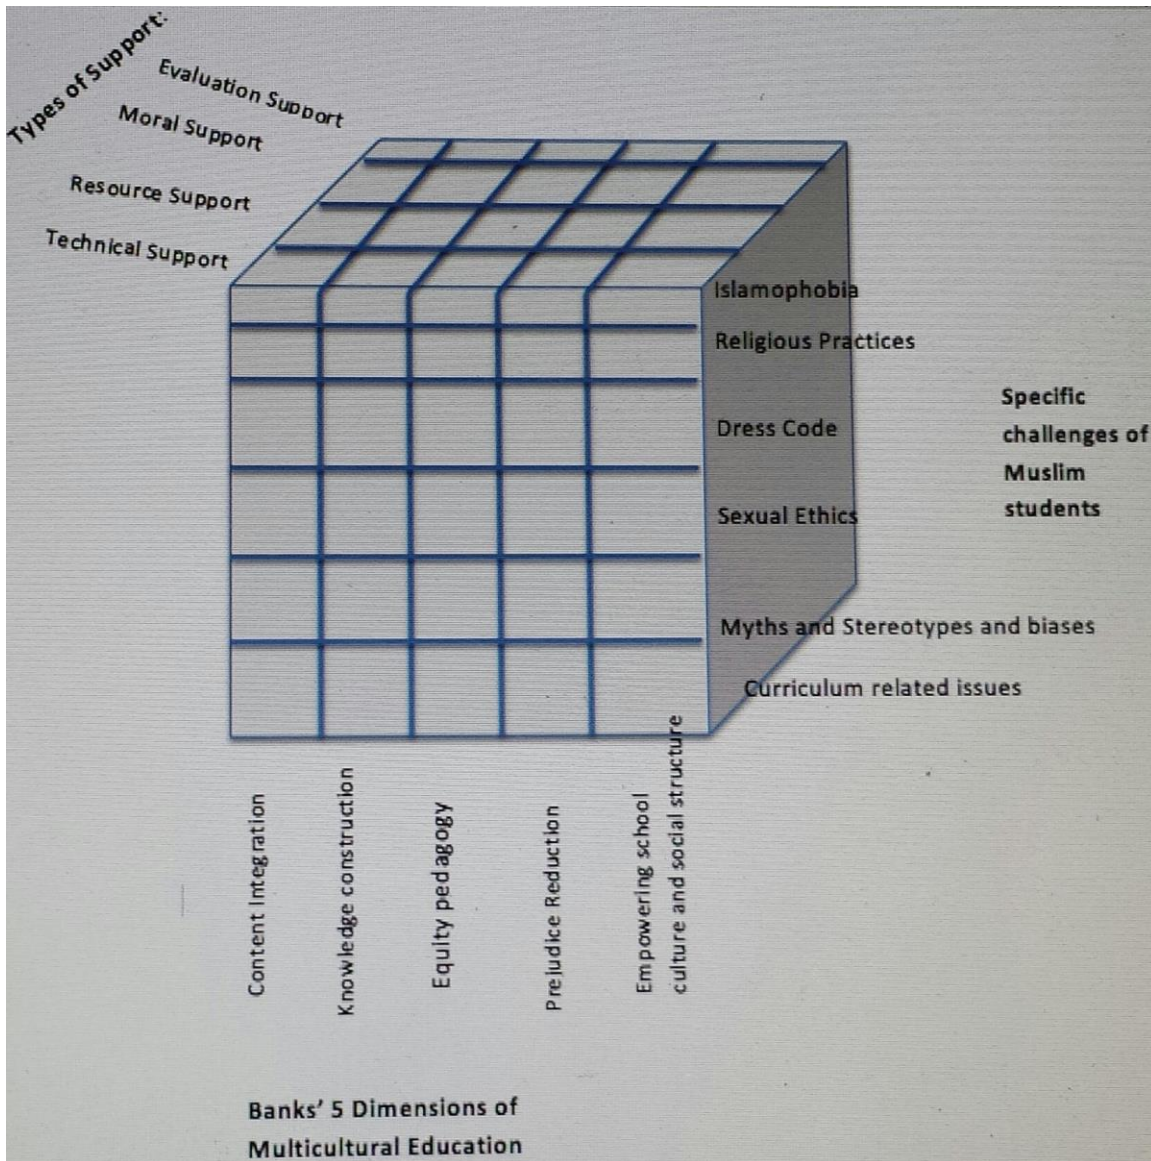 Types of Support:
Evaluation Support
Moral Support
Resource Support
Technical Support
Islamophobia
Religious Practices
Dress Code
Sexual Ethics
Myths and Stereotypes and biases
Curriculum related issues
Specific
challenges of
Muslim
students
Content Integration
Knowledge construction
Equity pedagogy
Prejudice Reduction
Empowering school
culture and social structure
Banks’ 5 Dimensions of
Multicultural Education